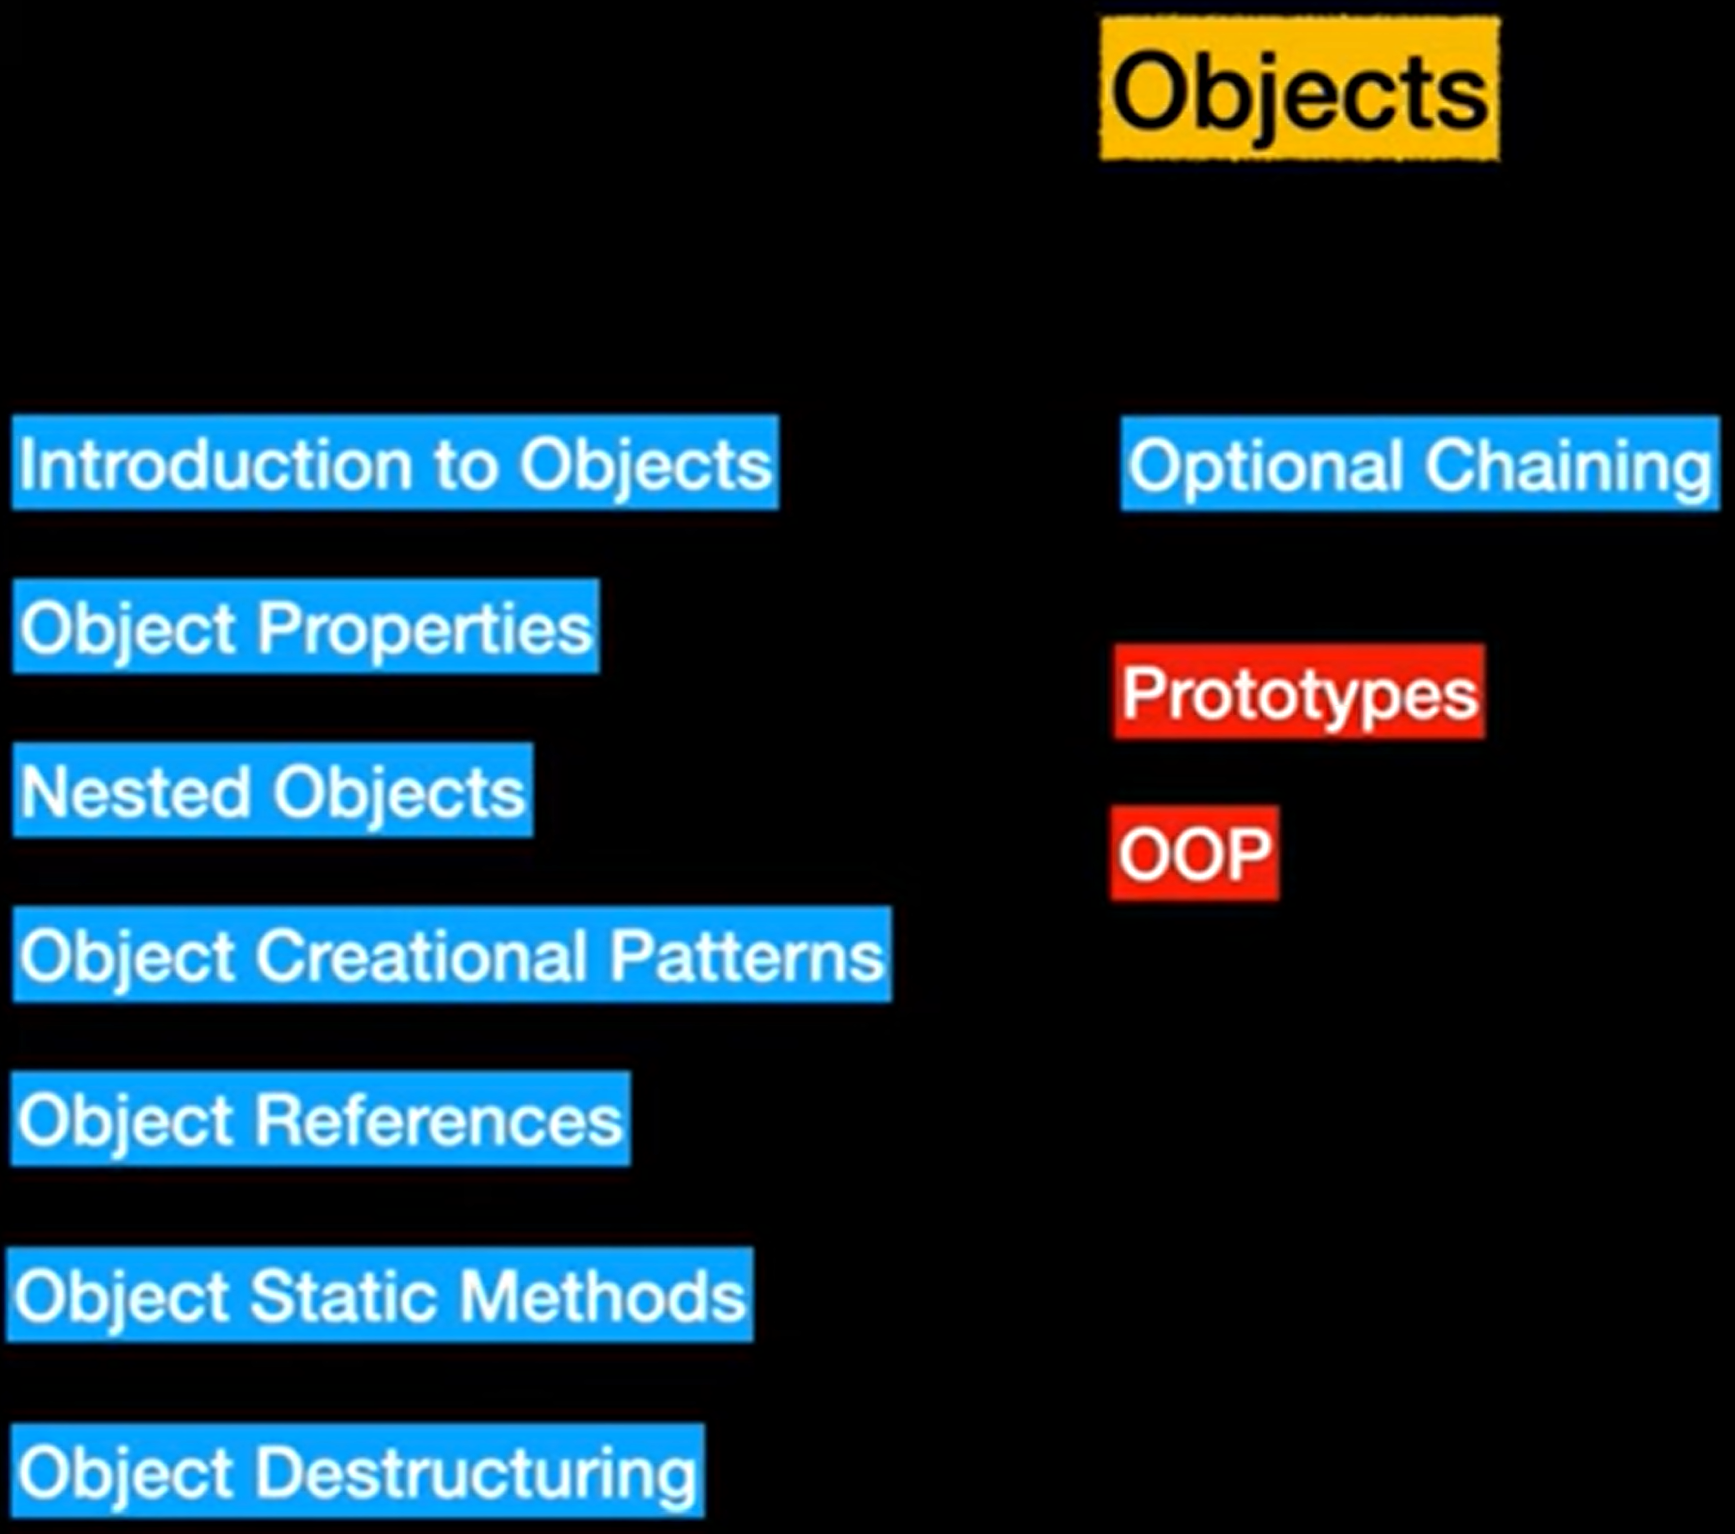 Objects
Introduction to Objects
Object Properties
Nested Objects
Object Creational Patterns
Object References
Object Static Methods
Object Destructuring
Optional Chaining
Prototypes
OOP